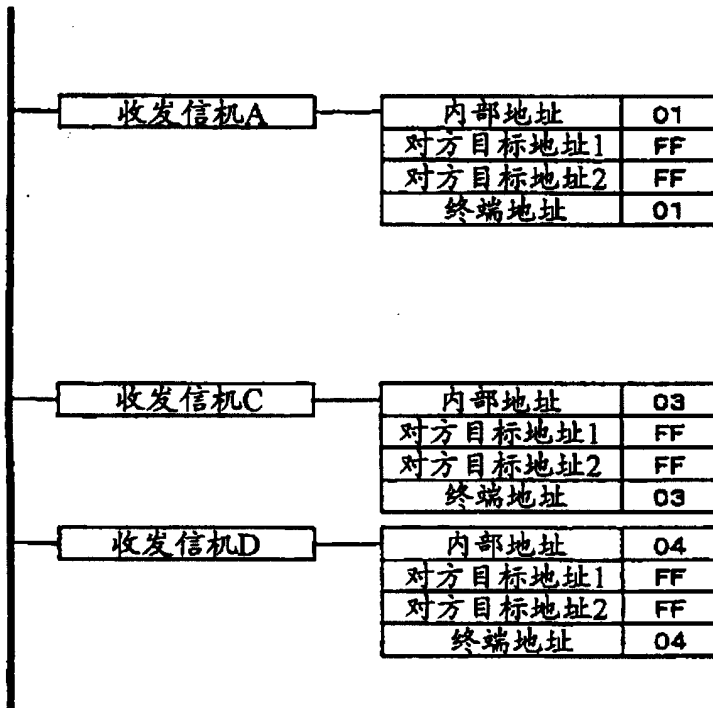 收发信机A 内部地址 01
对方目标地址1 FF
对方目标地址2 FF
终端地址 01
收发信机C 内部地址 03
对方目标地址1 FF
对方目标地址2 FF
终端地址 03
收发信机D 内部地址 04
对方目标地址1 FF
对方目标地址2 FF
终端地址 04